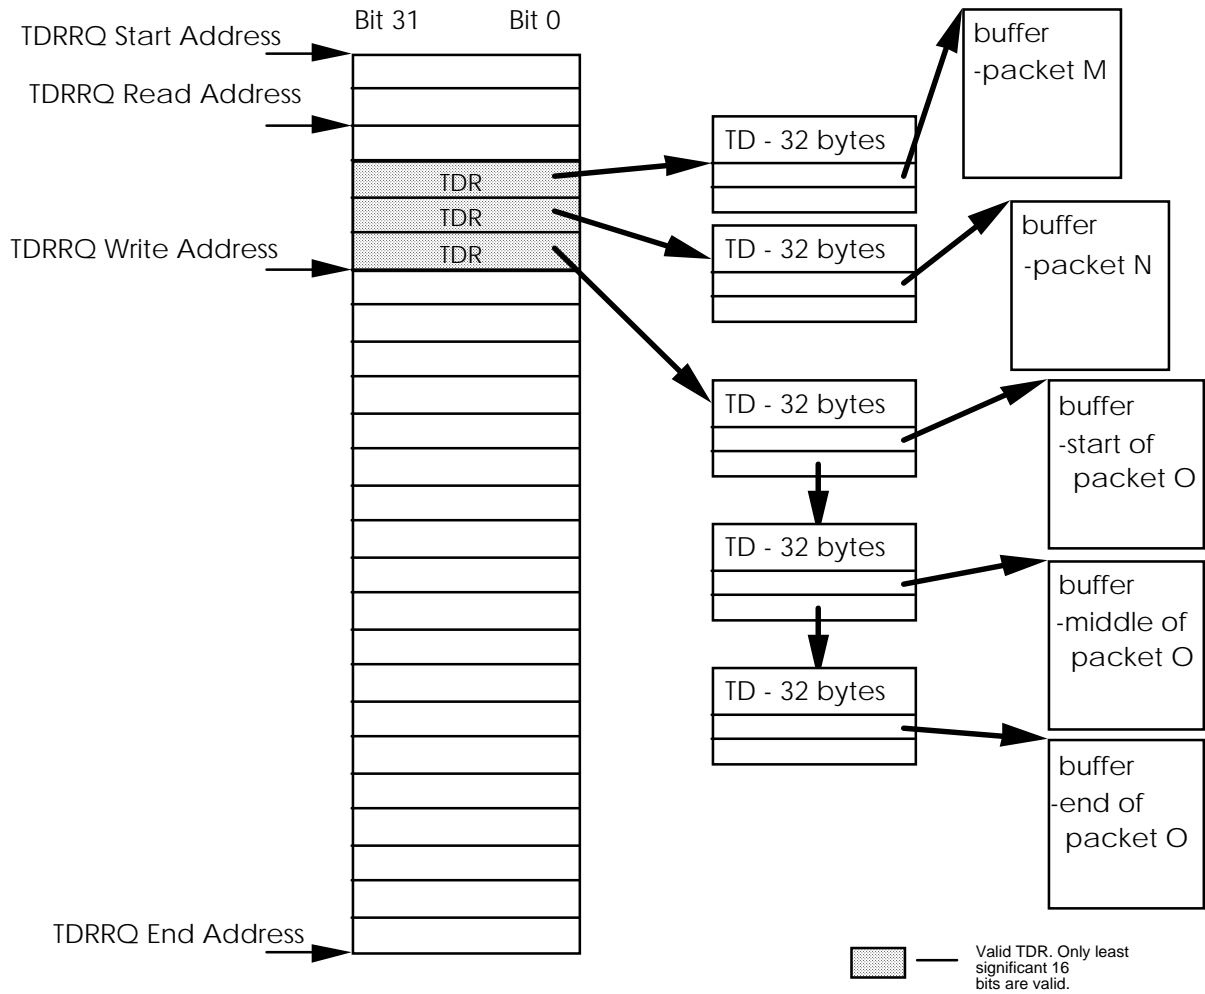 Bit 31 Bit 0
TDRRQ Start Address
TDRRQ Read Address
TDRRQ Write Address
TDRRQ End Address
TDR
TDR
TDR
TD - 32 bytes
TD - 32 bytes
TD - 32 bytes
TD - 32 bytes
TD - 32 bytes
buffer
-packet M
buffer
-packet N
buffer
-start of
packet O
buffer
-middle of
packet O
buffer
-end of
packet O
Valid TDR. Only least
significant 16
bits are valid.